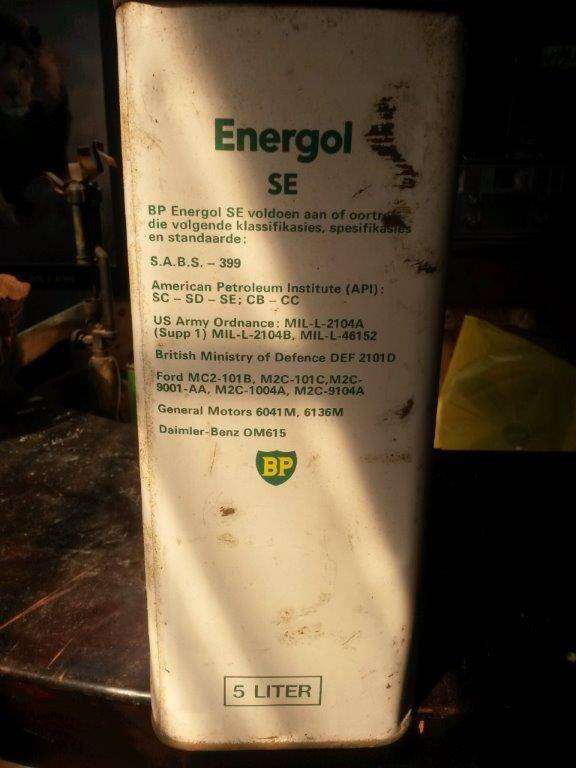 Energol
SE
BP Energol SE voldoen aan of
die volgende klassifikasies, spesifikasies
en standaarde:
S.A.B.S. – 399
American Petroleum Institute (API):
SC – SD – SE; CB – CC
US Army Ordnance: MIL-L-2104A
(Supp 1) MIL-L-2104B, MIL-L-46152
British Ministry of Defence DEF 2101D
Ford MC2-101B, M2C-101C,M2C-
9001-AA, M2C-1004A, M2C-9104A
General Motors 6041M, 6136M
Daimler-Benz OM615
BP
5 LITER